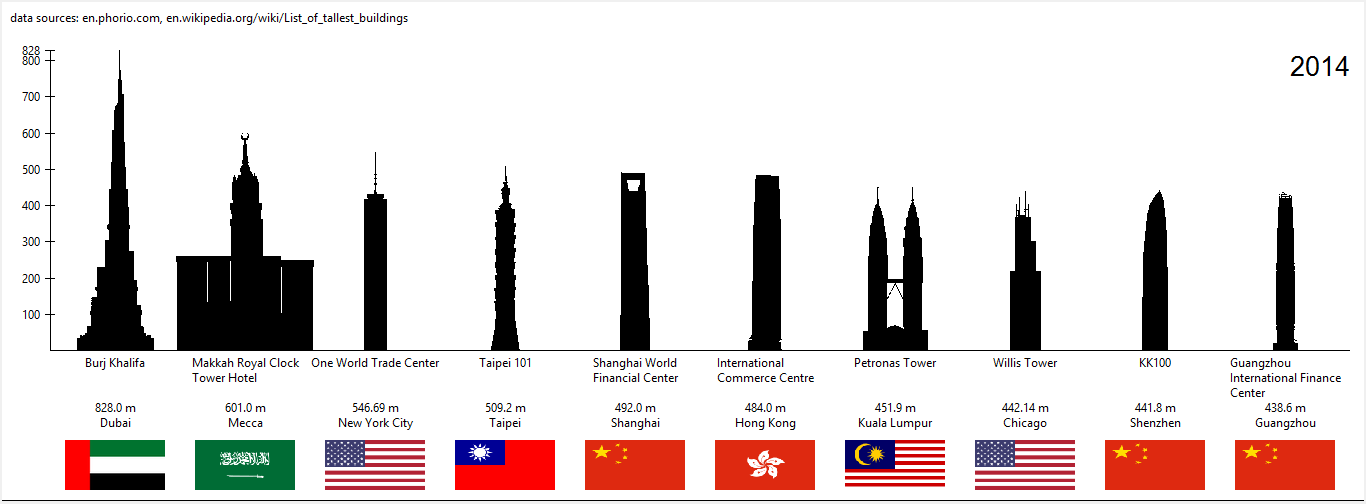 data sources: en.phorio.com, en.wikipedia.org/wiki/List_of_tallest_buildings
2014
828
800
700
600
500
400
300
200
100
Burj Khalifa
Makkah Royal Clock
Tower Hotel
One World Trade Center
Taipei 101
Shanghai World
Financial Center
International
Commerce Centre
Petronas Tower
Willis Tower
KK100
Guangzhou
International Finance
Center
828.0 m
Dubai
601.0 m
Mecca
546.69 m
New York City
509.2 m
Taipei
492.0 m
Shanghai
484.0 m
Hong Kong
451.9 m
Kuala Lumpur
442.14 m
Chicago
441.8 m
Shenzhen
438.6 m
Guangzhou